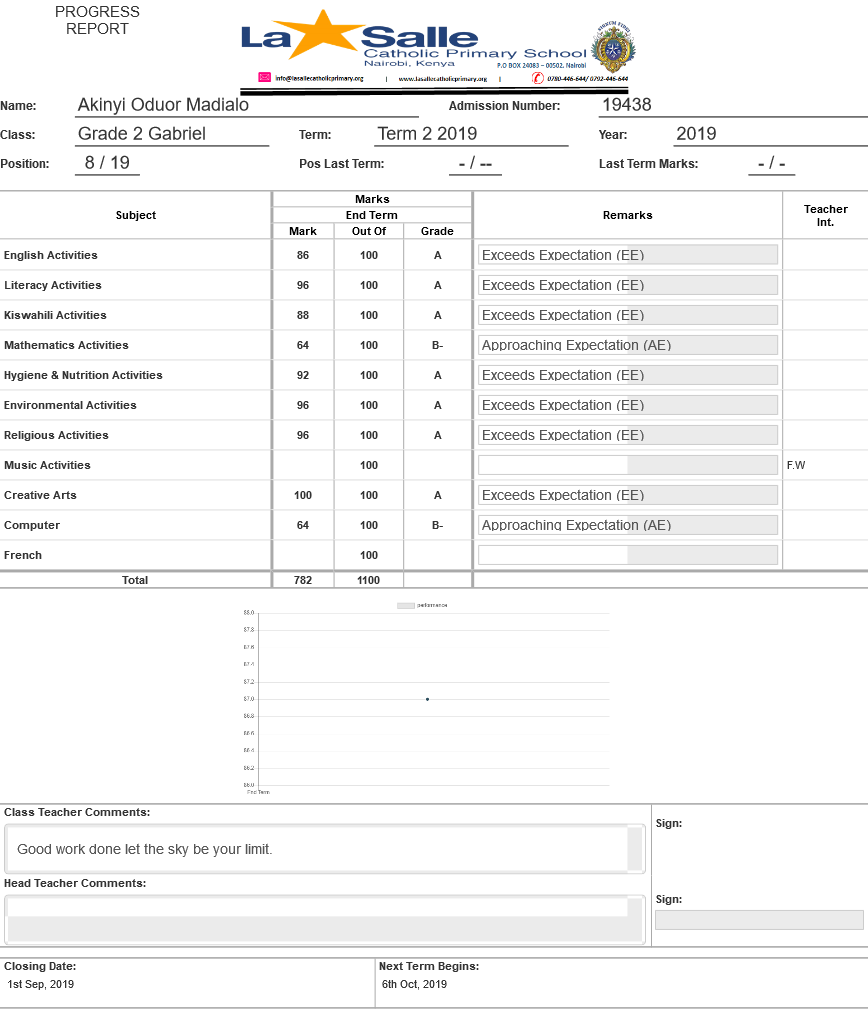 PROGRESS
REPORT
La Salle
Catholic Primary School
Nairobi, Kenya
P.O BOX 24083 – 00502, Nairobi
info@lasallecatholicprimary.org | www.lasallecatholicprimary.org | 0780-446-644/ 0792-446-644
Name: Akinyi Oduor Madialo Admission Number: 19438
Class: Grade 2 Gabriel Term: Term 2 2019 Year: 2019
Position: 8 / 19 Pos Last Term: - / -- Last Term Marks: - / -
Marks
Subject End Term Remarks Teacher Int.
Mark Out Of Grade
English Activities 86 100 A Exceeds Expectation (EE)
Literacy Activities 96 100 A Exceeds Expectation (EE)
Kiswahili Activities 88 100 A Exceeds Expectation (EE)
Mathematics Activities 64 100 B- Approaching Expectation (AE)
Hygiene & Nutrition Activities 92 100 A Exceeds Expectation (EE)
Environmental Activities 96 100 A Exceeds Expectation (EE)
Religious Activities 96 100 A Exceeds Expectation (EE)
Music Activities 100 F.W
Creative Arts 100 100 A Exceeds Expectation (EE)
Computer 64 100 B- Approaching Expectation (AE)
French 100
Total 782 1100
performance
88.0
87.8
87.6
87.4
87.2
87.0
86.8
86.6
86.4
86.2
86.0
End Term
Class Teacher Comments:
Sign:
Good work done let the sky be your limit.
Head Teacher Comments:
Sign:
Closing Date: Next Term Begins:
1st Sep, 2019 6th Oct, 2019